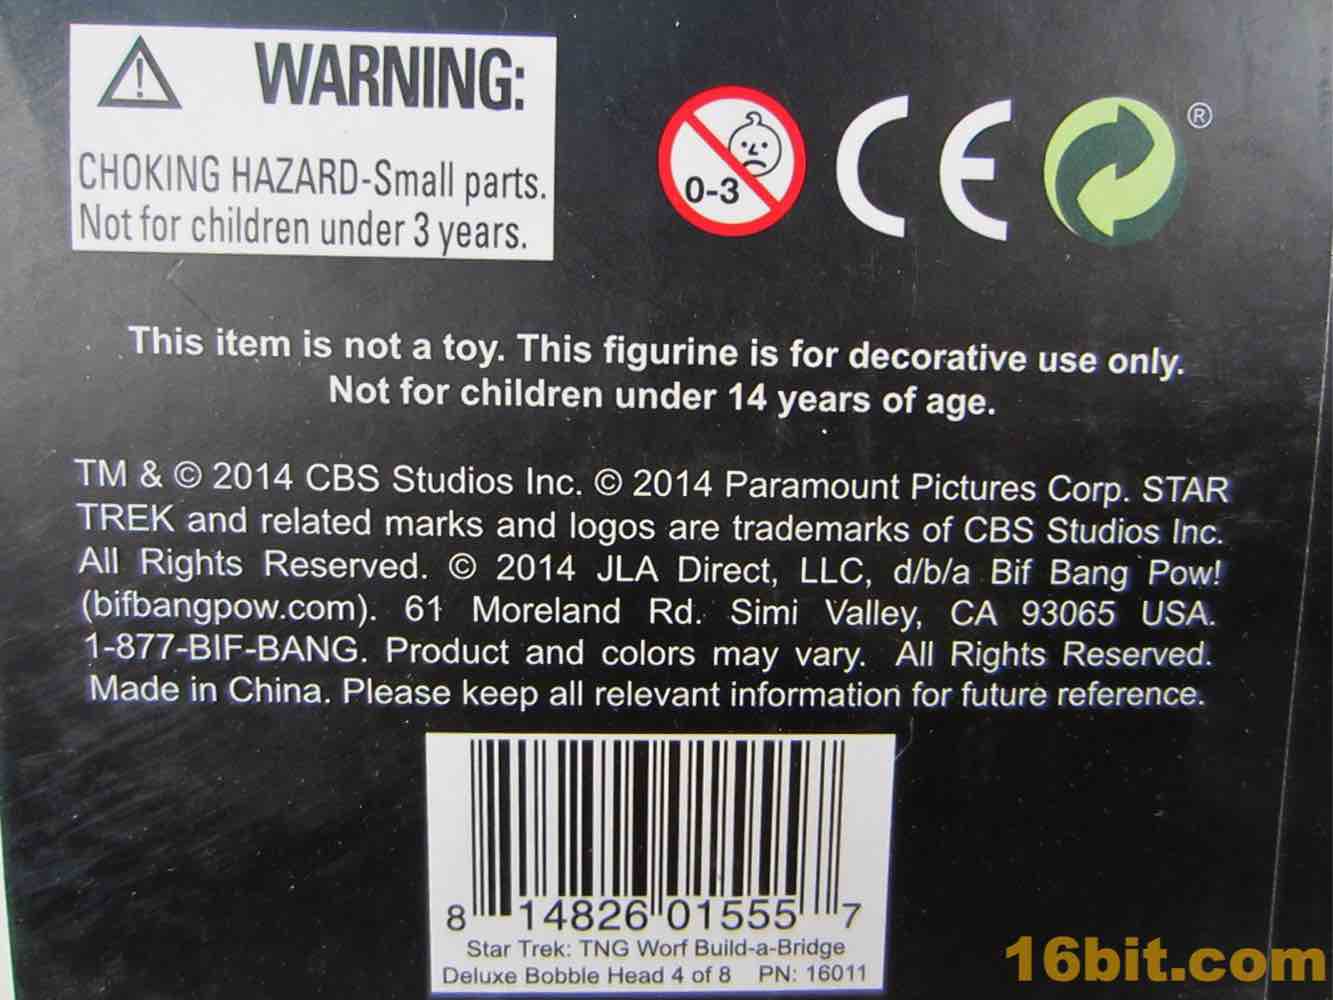 WARNING:
CHOKING HAZARD-Small parts.
Not for children under 3 years.
0-3
CE
®
This item is not a toy. This figurine is for decorative use only.
Not for children under 14 years of age.
TM & © 2014 CBS Studios Inc. © 2014 Paramount Pictures Corp. STAR
TREK and related marks and logos are trademarks of CBS Studios Inc.
All Rights Reserved. © 2014 JLA Direct, LLC, d/b/a Bif Bang Pow!
(bifbangpow.com). 61 Moreland Rd. Simi Valley, CA 93065 USA.
1-877-BIF-BANG. Product and colors may vary. All Rights Reserved.
Made in China. Please keep all relevant information for future reference.
8 14826 01555 7
Star Trek: TNG Worf Build-a-Bridge
Deluxe Bobble Head 4 of 8 PN: 16011
16bit.com